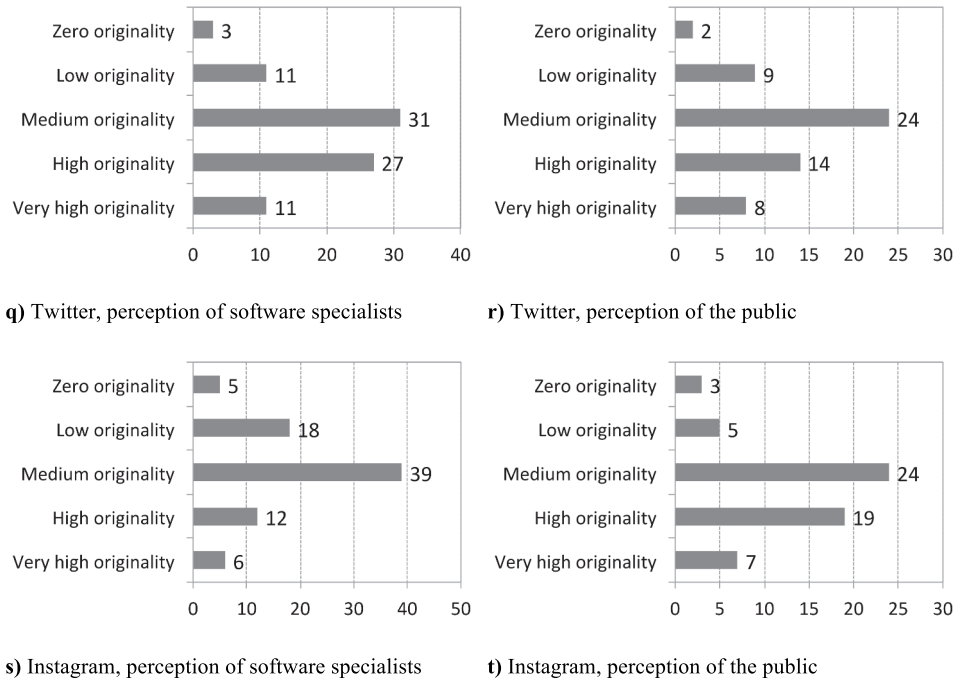 Zero originality 3
Low originality 11
Medium originality 31
High originality 27
Very high originality 11
0 10 20 30 40
q) Twitter, perception of software specialists
Zero originality 2
Low originality 9
Medium originality 24
High originality 14
Very high originality 8
0 5 10 15 20 25 30
r) Twitter, perception of the public
Zero originality 5
Low originality 18
Medium originality 39
High originality 12
Very high originality 6
0 10 20 30 40 50
s) Instagram, perception of software specialists
Zero originality 3
Low originality 5
Medium originality 24
High originality 19
Very high originality 7
0 5 10 15 20 25 30
t) Instagram, perception of the public